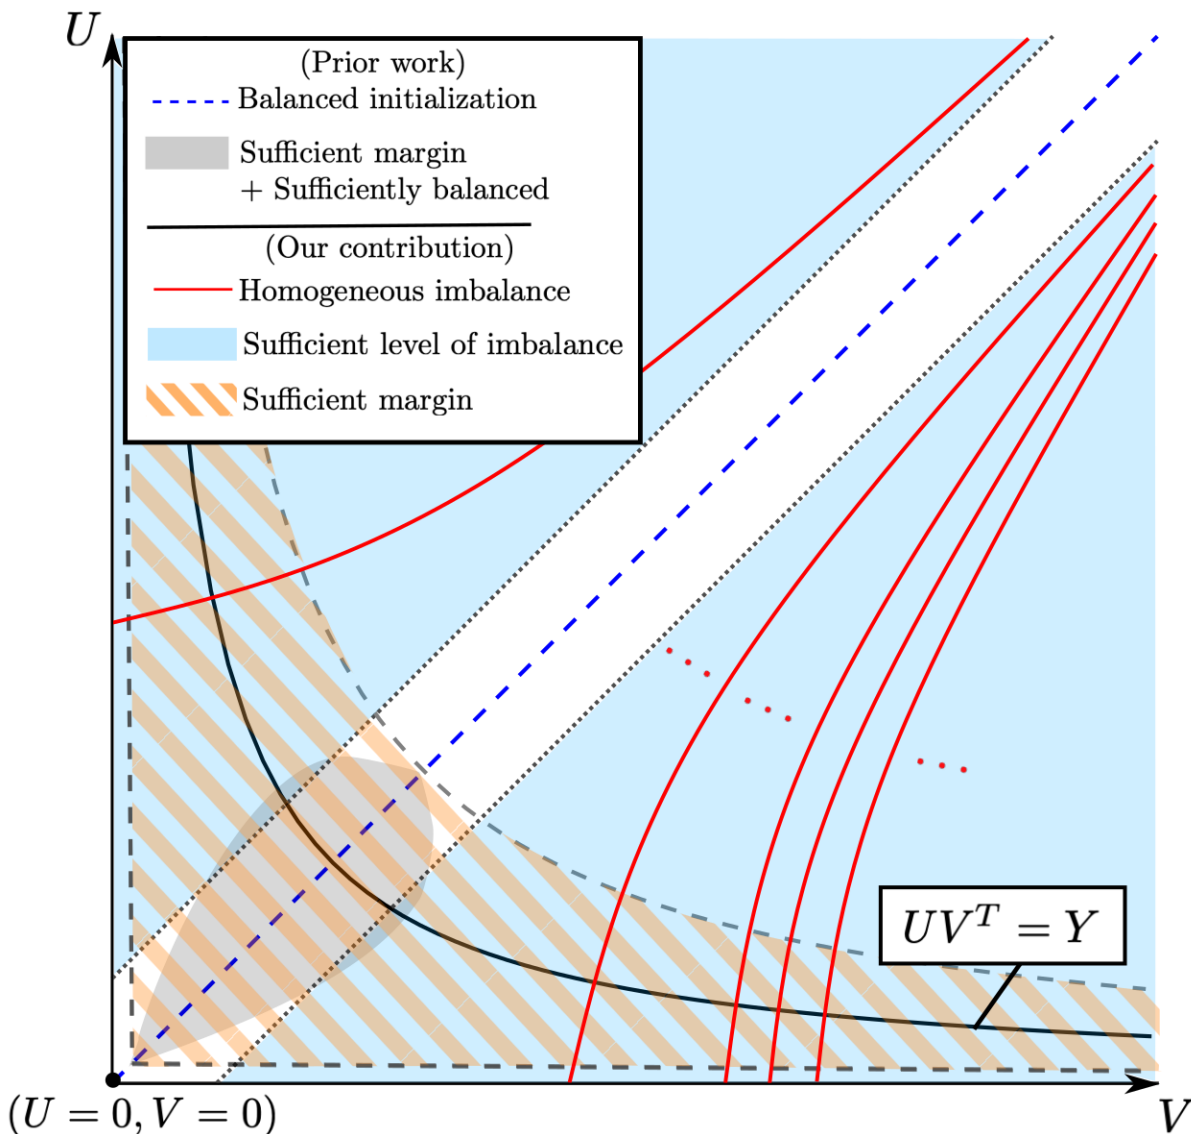 U
(Prior work)
Balanced initialization
Sufficient margin
+ Sufficiently balanced
(Our contribution)
Homogeneous imbalance
Sufficient level of imbalance
Sufficient margin
UV^T = Y
(U = 0, V = 0)
V